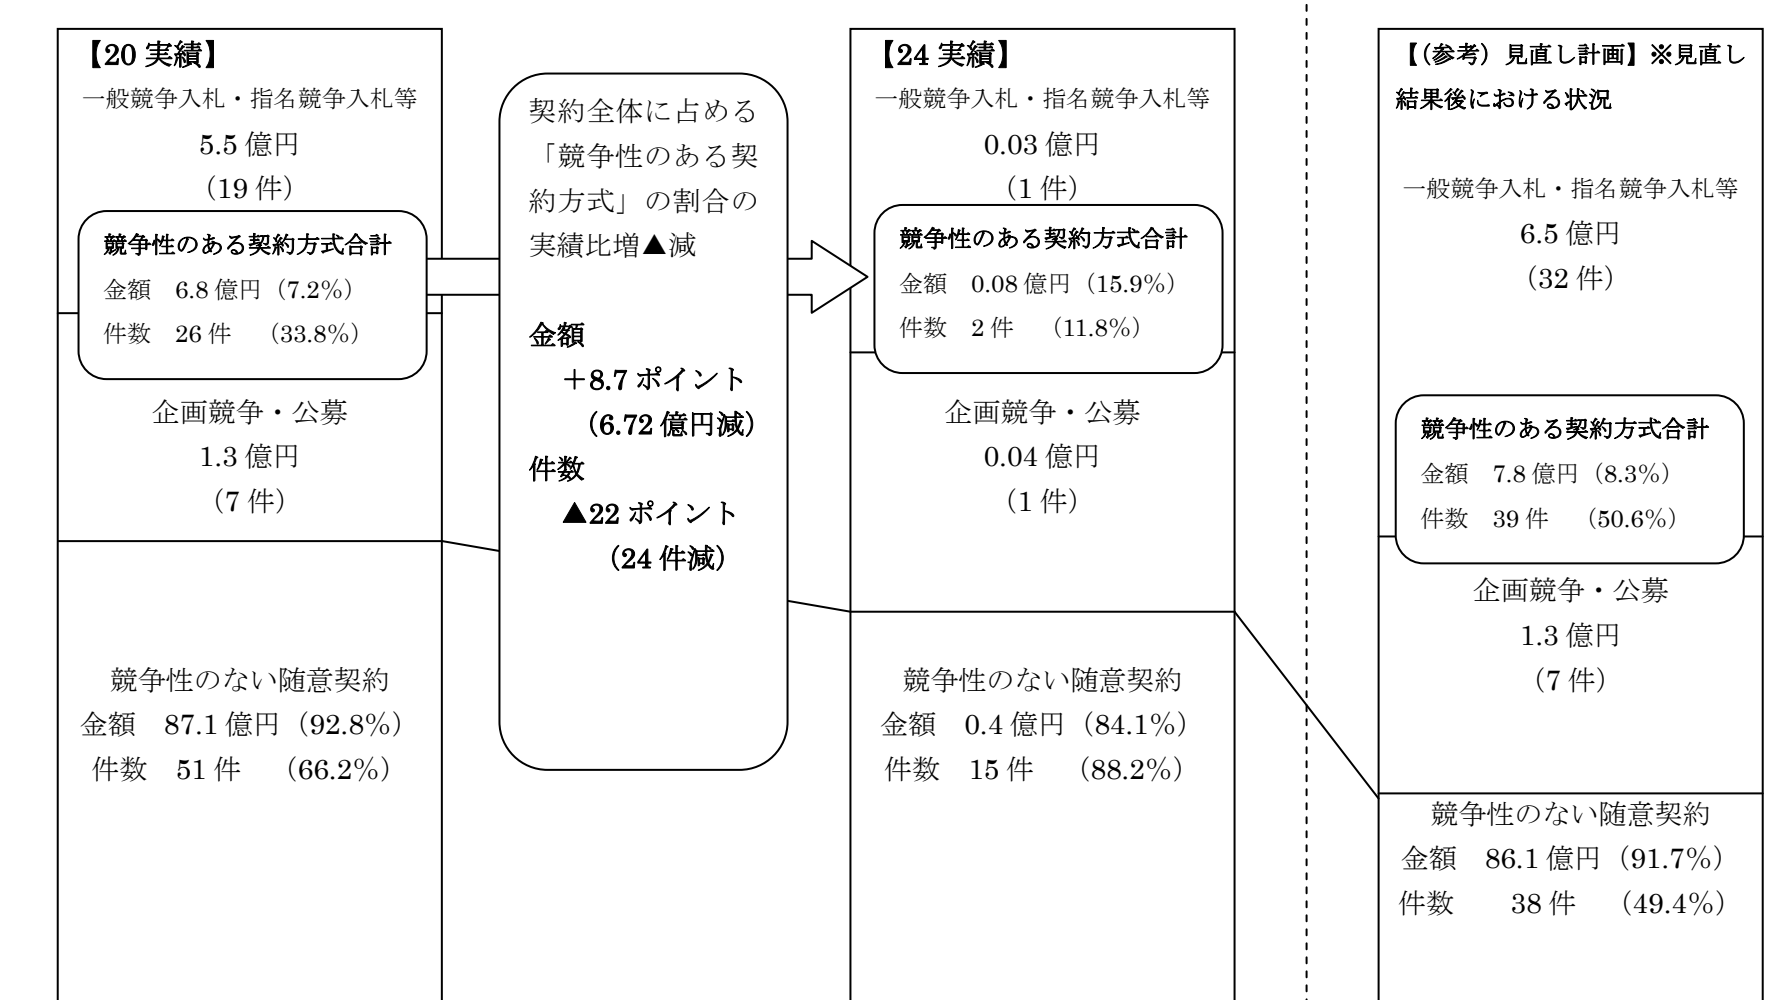 【20 実績】
一般競争入札・指名競争入札等
5.5 億円
（19 件）
競争性のある契約方式合計
金額　6.8 億円（7.2%）
件数　26 件　（33.8%）
企画競争・公募
1.3 億円
（7 件）
競争性のない随意契約
金額　87.1 億円（92.8%）
件数　51 件　（66.2%）
契約全体に占める
「競争性のある契
約方式」の割合の
実績比増▲減
金額
＋8.7 ポイント
（6.72 億円減）
件数
▲22 ポイント
（24 件減）
【24 実績】
一般競争入札・指名競争入札等
0.03 億円
（1 件）
競争性のある契約方式合計
金額　0.08 億円（15.9%）
件数　2 件　（11.8%）
企画競争・公募
0.04 億円
（1 件）
競争性のない随意契約
金額　0.4 億円（84.1%）
件数　15 件　（88.2%）
【（参考）見直し計画】※見直し
結果後における状況
一般競争入札・指名競争入札等
6.5 億円
（32 件）
競争性のある契約方式合計
金額　7.8 億円（8.3%）
件数　39 件　（50.6%）
企画競争・公募
1.3 億円
（7 件）
競争性のない随意契約
金額　86.1 億円（91.7%）
件数　38 件　（49.4%）